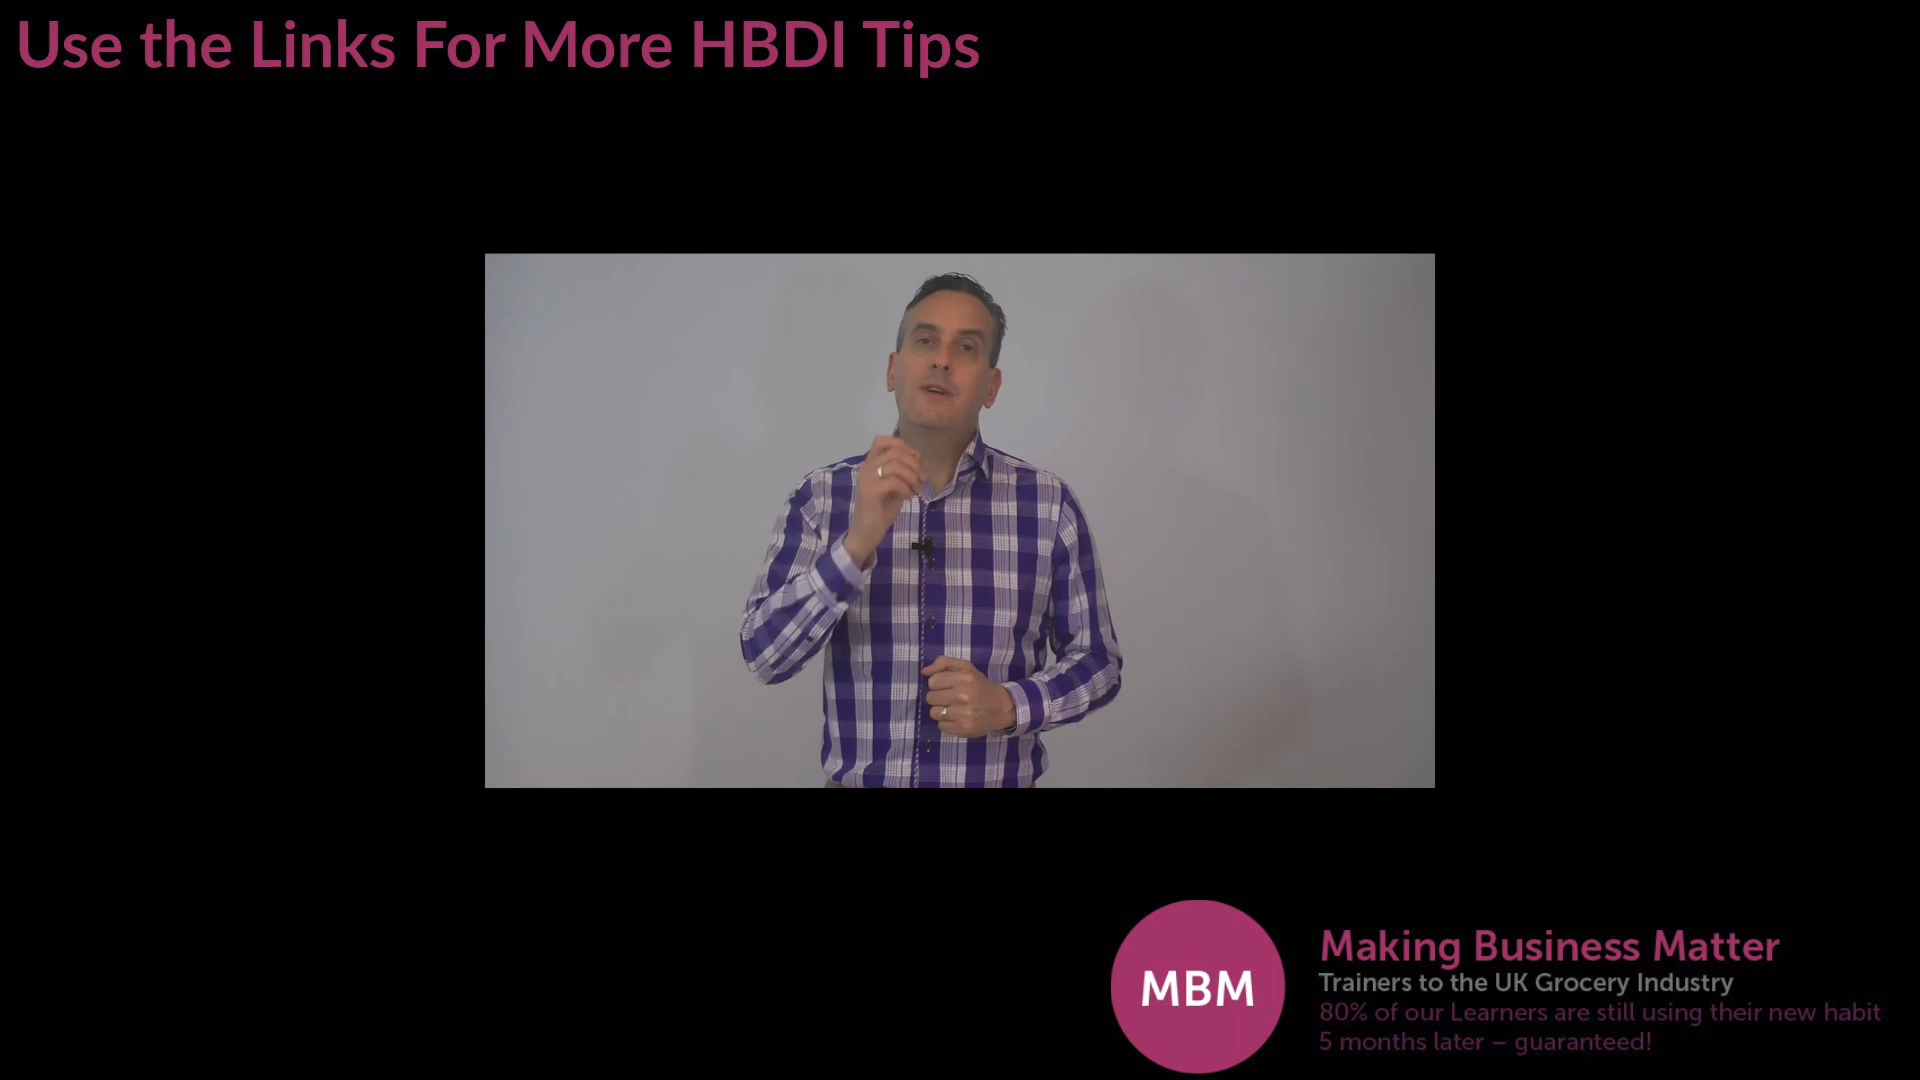 Use the Links For More HBDI Tips
MBM
Making Business Matter
Trainers to the UK Grocery Industry
80% of our Learners are still using their new habit
5 months later – guaranteed!